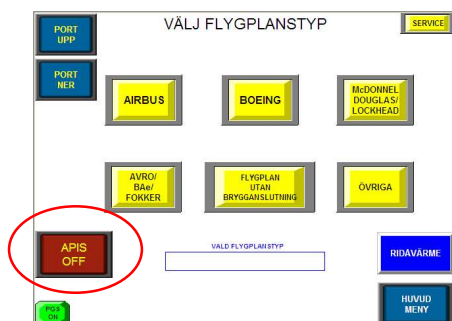 PORT
UPP
VÄLJ FLYGPLANSTYP
SERVICE
PORT
NER
AIRBUS
BOEING
McDONNEL
DOUGLAS/
LOCKHEAD
AVRO/
BAe/
FOKKER
FLYGPLAN
UTAN
BRYGGANSLUTNING
ÖVRIGA
APIS
OFF
VALD FLYGPLANSTYP
RIDAVÄRME
PGS
ON
HUVUD
MENY